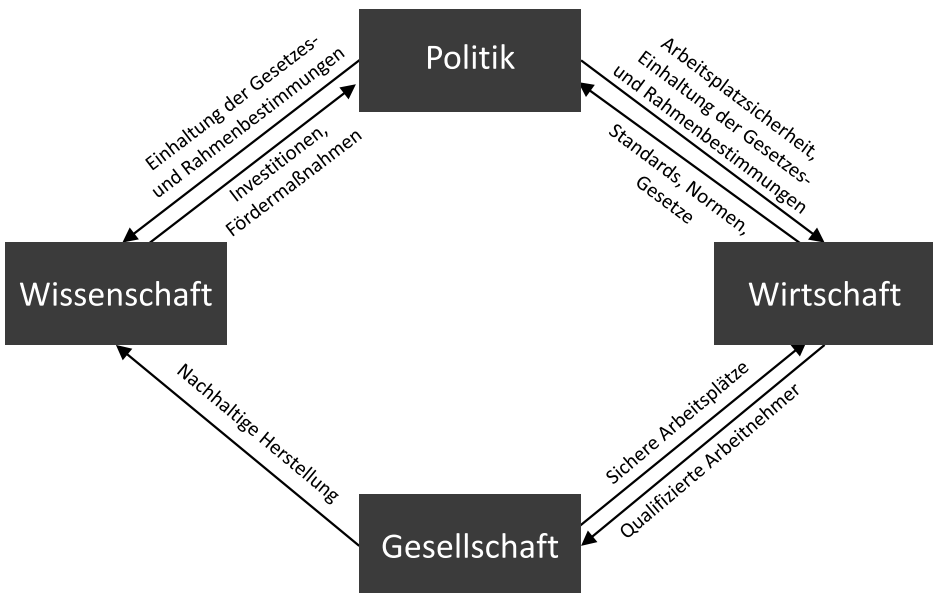 Politik
Einhaltung der Gesetzes-
und Rahmenbestimmungen
Investitionen,
Fördermaßnahmen
Arbeitsplatzsicherheit,
Einhaltung der Gesetzes-
und Rahmenbestimmungen
Standards, Normen,
Gesetze
Wissenschaft
Wirtschaft
Nachhaltige Herstellung
Sichere Arbeitsplätze
Qualifizierte Arbeitnehmer
Gesellschaft